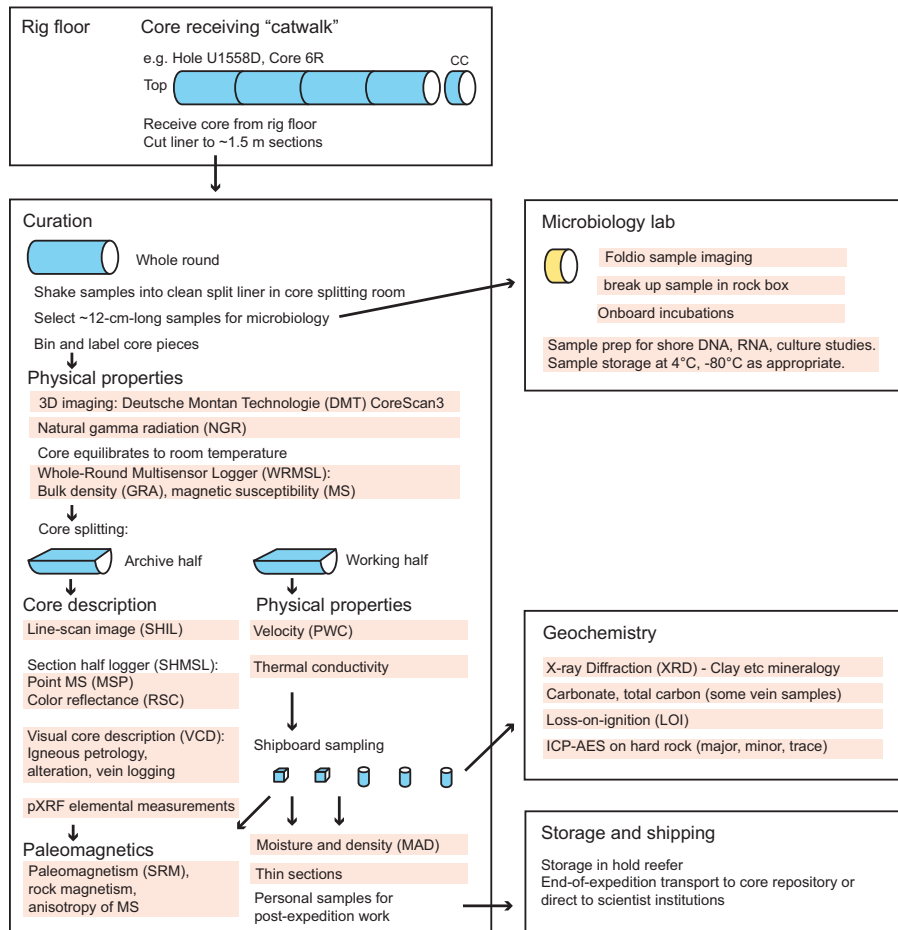 Rig floor
Core receiving “catwalk”
e.g. Hole U1558D, Core 6R
CC
Top
Receive core from rig floor
Cut liner to ~1.5 m sections
Curation
Whole round
Shake samples into clean split liner in core splitting room
Select ~12-cm-long samples for microbiology
Bin and label core pieces
Physical properties
3D imaging: Deutsche Montan Technologie (DMT) CoreScan3
Natural gamma radiation (NGR)
Core equilibrates to room temperature
Whole-Round Multisensor Logger (WRMSL):
Bulk density (GRA), magnetic susceptibility (MS)
Core splitting:
Archive half
Working half
Core description
Line-scan image (SHIL)
Section half logger (SHMSL):
Point MS (MSP)
Color reflectance (RSC)
Visual core description (VCD):
Igneous petrology,
alteration, vein logging
pXRF elemental measurements
Paleomagnetics
Paleomagnetism (SRM),
rock magnetism,
anisotropy of MS
Physical properties
Velocity (PWC)
Thermal conductivity
Shipboard sampling
Moisture and density (MAD)
Thin sections
Personal samples for
post-expedition work
Microbiology lab
Foldio sample imaging
break up sample in rock box
Onboard incubations
Sample prep for shore DNA, RNA, culture studies.
Sample storage at 4°C, -80°C as appropriate.
Geochemistry
X-ray Diffraction (XRD) - Clay etc mineralogy
Carbonate, total carbon (some vein samples)
Loss-on-ignition (LOI)
ICP-AES on hard rock (major, minor, trace)
Storage and shipping
Storage in hold reefer
End-of-expedition transport to core repository or
direct to scientist institutions